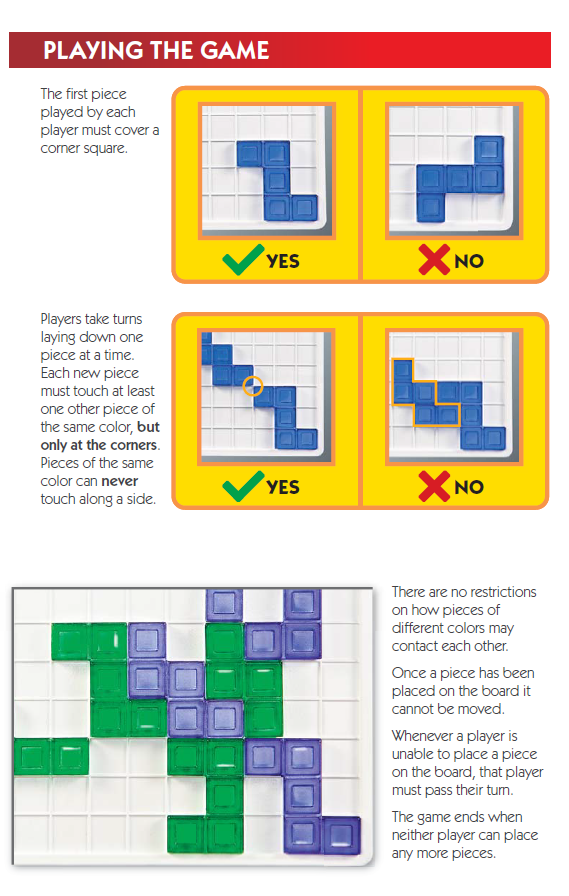 PLAYING THE GAME
The first piece
played by each
player must cover a
corner square.
YES
NO
Players take turns
laying down one
piece at a time.
Each new piece
must touch at least
one other piece of
the same color, but
only at the corners.
Pieces of the same
color can never
touch along a side.
YES
NO
There are no restrictions
on how pieces of
different colors may
contact each other.
Once a piece has been
placed on the board it
cannot be moved.
Whenever a player is
unable to place a piece
on the board, that player
must pass their turn.
The game ends when
neither player can place
any more pieces.